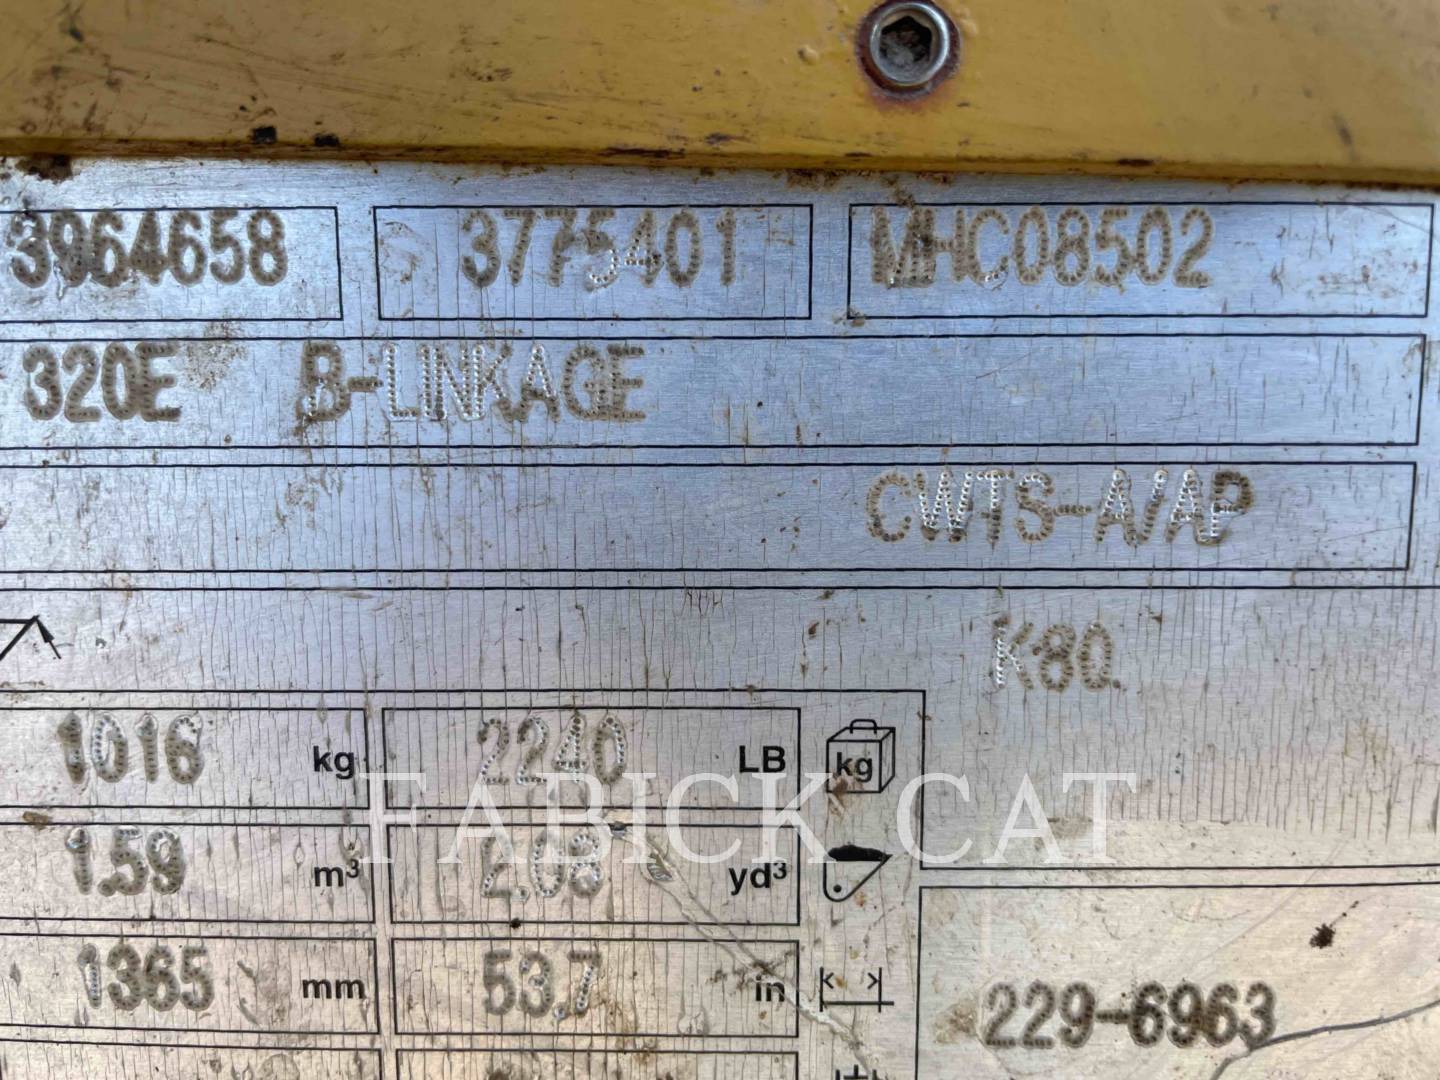 3964658 3775401 MHC08502
320E B-LINKAGE
CWTS-A/AP
K80
1016 kg 2240 LB kg
FABICK CAT
1.59 m³ 2.08 yd³
1365 mm 53.7 in
229-6963